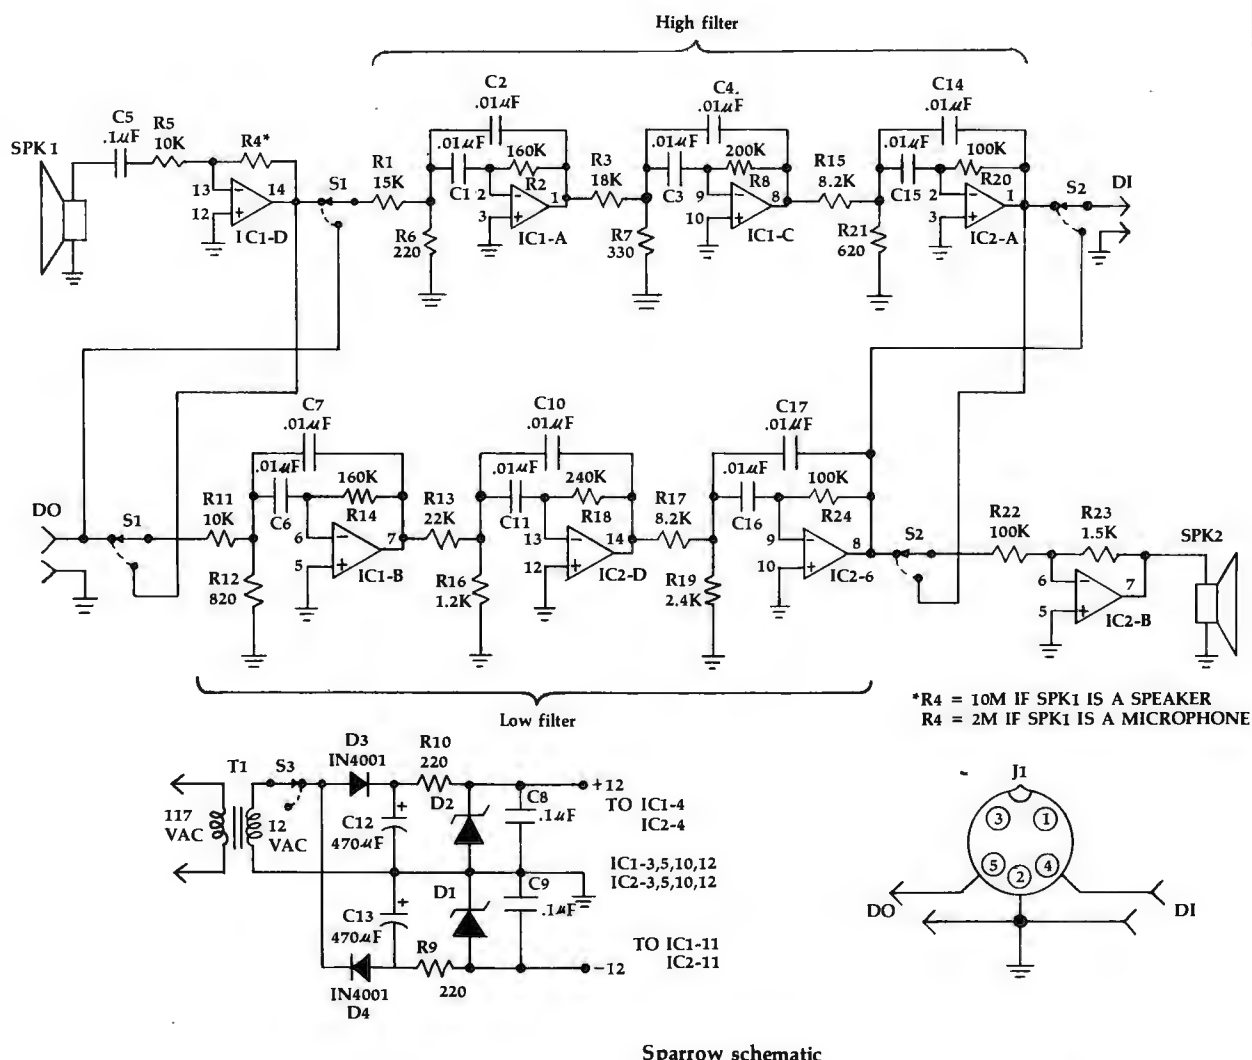 High filter
SPK1
C5
.1µF
R5
10K
R4*
13
12
14
IC1-D
S1
R1
15K
R6
220
C2
.01µF
.01µF
C1
160K
R2
2
3
1
IC1-A
R3
18K
R7
330
C4.
.01µF
.01µF
C3
200K
R8
9
10
8
IC1-C
R15
8.2K
R21
620
C14
.01µF
.01µF
C15
100K
R20
2
3
1
IC2-A
S2
DI
DO
S1
R11
10K
R12
820
C7
.01µF
.01µF
C6
160K
R14
6
5
7
IC1-B
R13
22K
R16
1.2K
C10
.01µF
.01µF
C11
240K
R18
13
12
14
IC2-D
R17
8.2K
R19
2.4K
C17
.01µF
.01µF
C16
100K
R24
9
10
8
IC2-6
S2
R22
100K
R23
1.5K
6
5
7
IC2-B
SPK2
Low filter
*R4 = 10M IF SPK1 IS A SPEAKER
R4 = 2M IF SPK1 IS A MICROPHONE
T1
117
VAC
12
VAC
S3
D3
IN4001
R10
220
C12
470µF
+
D2
C8
.1µF
+12
TO IC1-4
IC2-4
IC1-3,5,10,12
IC2-3,5,10,12
C13
470µF
+
D1
C9
.1µF
R9
220
IN4001
D4
TO IC1-11
IC2-11
-12
J1
3
1
5
2
4
DO
DI
Sparrow schematic